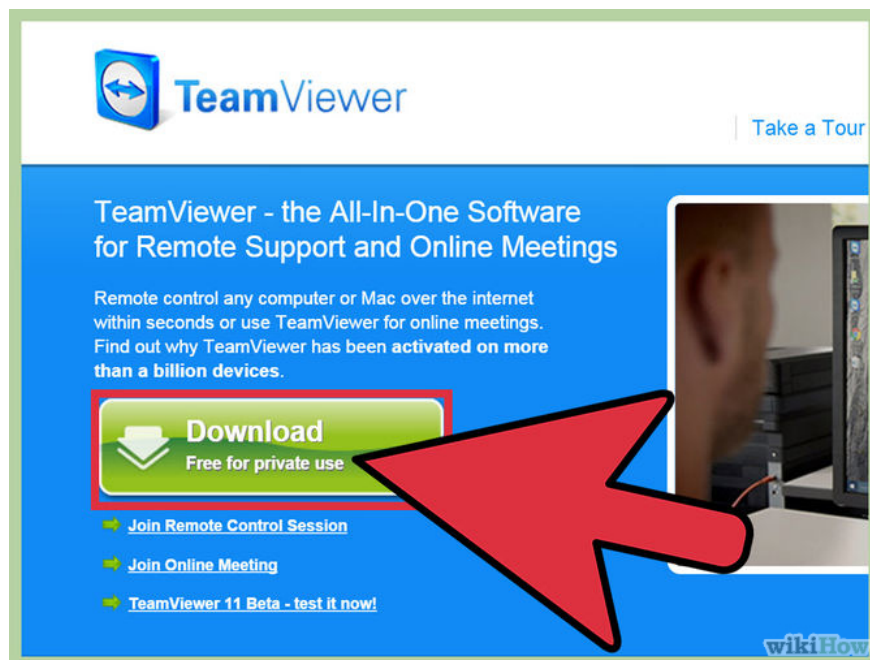 TeamViewer
Take a Tour
TeamViewer - the All-In-One Software
for Remote Support and Online Meetings
Remote control any computer or Mac over the internet
within seconds or use TeamViewer for online meetings.
Find out why TeamViewer has been activated on more
than a billion devices.
Download
Free for private use
Join Remote Control Session
Join Online Meeting
TeamViewer 11 Beta - test it now!
wikiHow